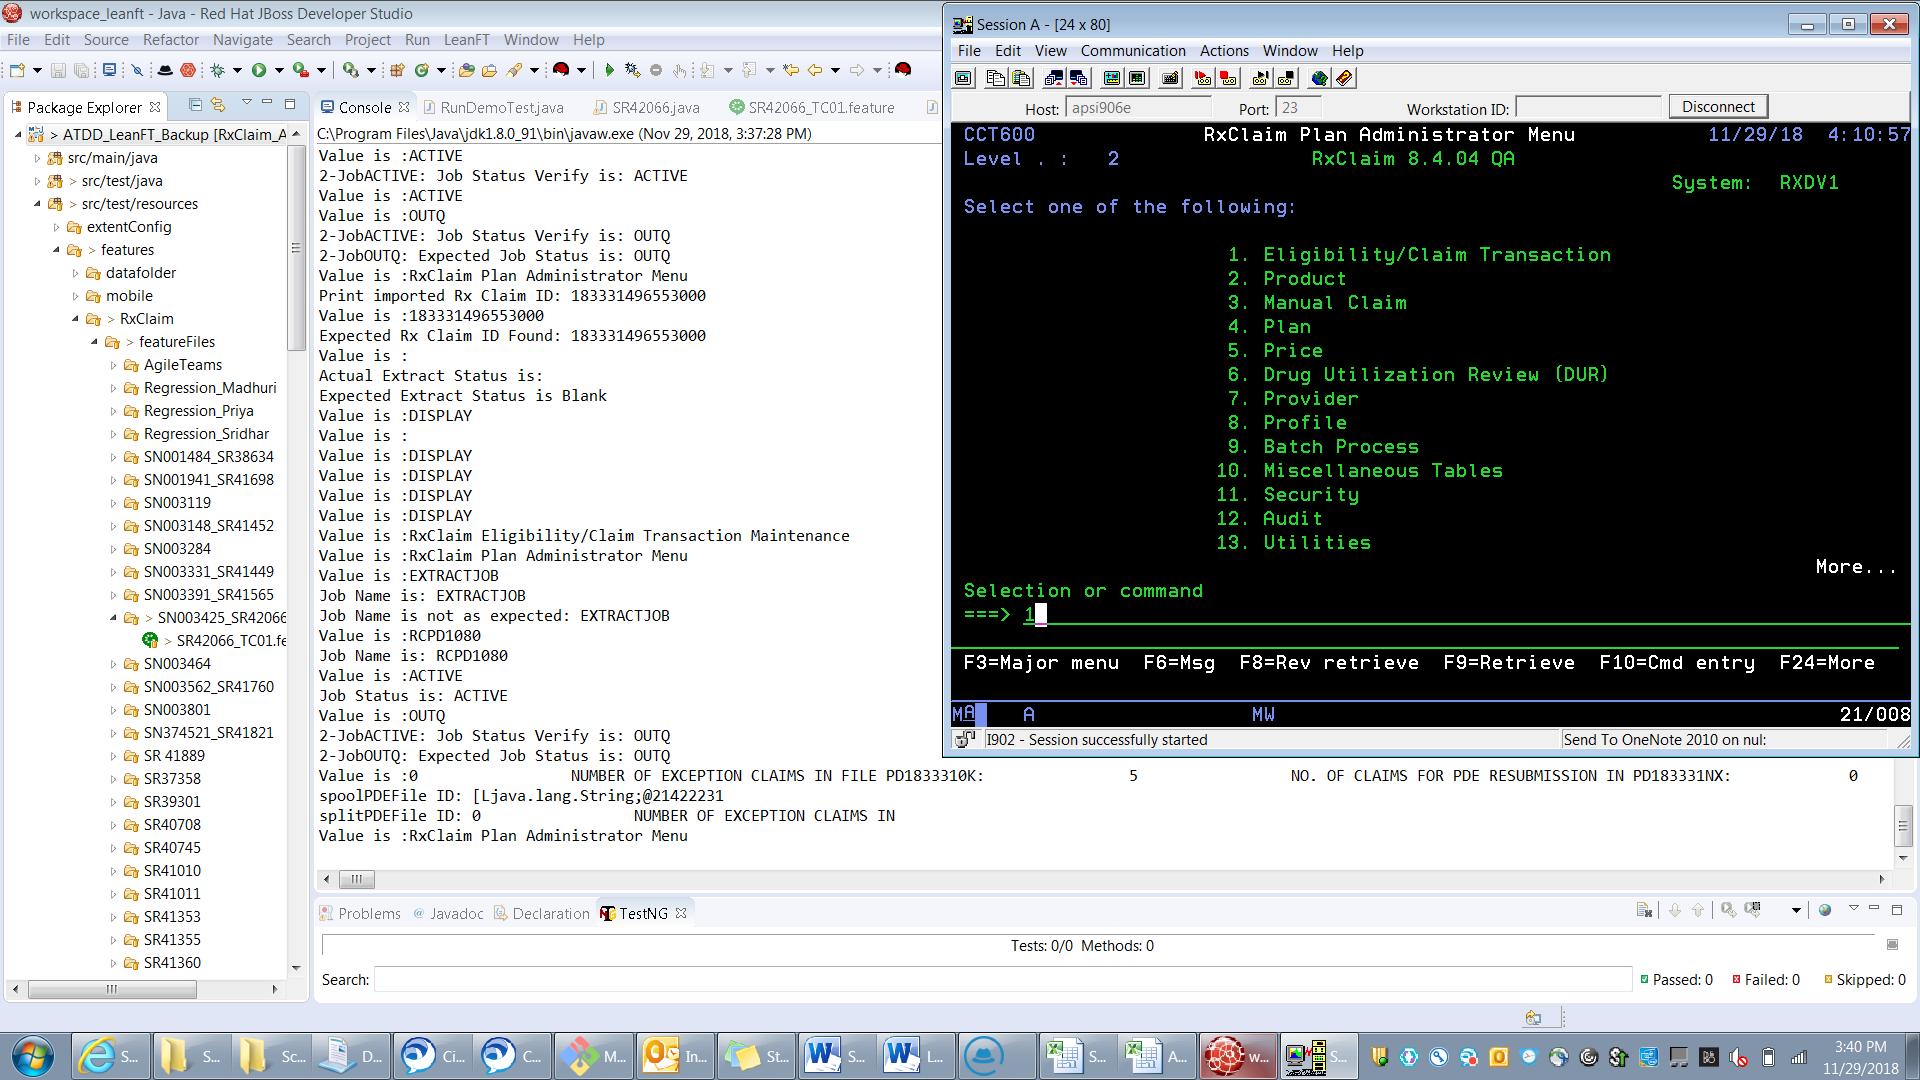 workspace_leanft - Java - Red Hat JBoss Developer Studio
File Edit Source Refactor Navigate Search Project Run LeanFT Window Help
Package Explorer
> ATDD_LeanFT_Backup [RxClaim_A
src/main/java
> src/test/java
> src/test/resources
extentConfig
> features
datafolder
mobile
> RxClaim
> featureFiles
AgileTeams
Regression_Madhuri
Regression_Priya
Regression_Sridhar
SN001484_SR38634
SN001941_SR41698
SN003119
SN003148_SR41452
SN003284
SN003331_SR41449
SN003391_SR41565
> SN003425_SR42066
> SR42066_TC01.fe
SN003464
SN003562_SR41760
SN003801
SN374521_SR41821
SR 41889
SR37358
SR39301
SR40708
SR40745
SR41010
SR41011
SR41353
SR41355
SR41360
Console RunDemoTest.java SR42066.java SR42066_TC01.feature
C:\Program Files\Java\jdk1.8.0_91\bin\javaw.exe (Nov 29, 2018, 3:37:28 PM)
Value is :ACTIVE
2-JobACTIVE: Job Status Verify is: ACTIVE
Value is :ACTIVE
Value is :OUTQ
2-JobACTIVE: Job Status Verify is: OUTQ
2-JobOUTQ: Expected Job Status is: OUTQ
Value is :RxClaim Plan Administrator Menu
Print imported Rx Claim ID: 183331496553000
Value is :183331496553000
Expected Rx Claim ID Found: 183331496553000
Value is :
Actual Extract Status is:
Expected Extract Status is Blank
Value is :DISPLAY
Value is :
Value is :DISPLAY
Value is :DISPLAY
Value is :DISPLAY
Value is :DISPLAY
Value is :RxClaim Eligibility/Claim Transaction Maintenance
Value is :RxClaim Plan Administrator Menu
Value is :EXTRACTJOB
Job Name is: EXTRACTJOB
Job Name is not as expected: EXTRACTJOB
Value is :RCPD1080
Job Name is: RCPD1080
Value is :ACTIVE
Job Status is: ACTIVE
Value is :OUTQ
2-JobACTIVE: Job Status Verify is: OUTQ
2-JobOUTQ: Expected Job Status is: OUTQ
Value is :0 NUMBER OF EXCEPTION CLAIMS IN FILE PD1833310K: 5 NO. OF CLAIMS FOR PDE RESUBMISSION IN PD183331NX: 0
spoolPDEFile ID: [Ljava.lang.String;@21422231
splitPDEFile ID: 0 NUMBER OF EXCEPTION CLAIMS IN
Value is :RxClaim Plan Administrator Menu
Session A - [24 x 80]
File Edit View Communication Actions Window Help
Host: apsi906e Port: 23 Workstation ID: Disconnect
CCT600 RxClaim Plan Administrator Menu 11/29/18 4:10:57
Level . : 2 RxClaim 8.4.04 QA
System: RXDV1
Select one of the following:
1. Eligibility/Claim Transaction
2. Product
3. Manual Claim
4. Plan
5. Price
6. Drug Utilization Review (DUR)
7. Provider
8. Profile
9. Batch Process
10. Miscellaneous Tables
11. Security
12. Audit
13. Utilities
More...
Selection or command
===> 1
F3=Major menu F6=Msg F8=Rev retrieve F9=Retrieve F10=Cmd entry F24=More
MA A MW 21/008
I902 - Session successfully started Send To OneNote 2010 on nul:
Problems @ Javadoc Declaration TestNG
Tests: 0/0 Methods: 0
Search: Passed: 0 Failed: 0 Skipped: 0
S... S... Sc... D... Ci... C... M... In... St... S... L... S... A... w... S...
3:40 PM
11/29/2018